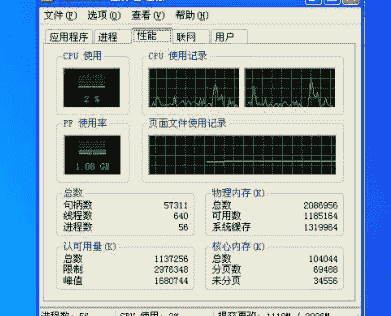 文件(F) 选项(O) 查看(V) 帮助(H)
应用程序 进程 性能 联网 用户
CPU 使用 CPU 使用记录
2 %
PF 使用率 页面文件使用记录
1.08 GB
总数 物理内存(K)
句柄数 57311 总数 2086956
线程数 640 可用数 1185164
进程数 56 系统缓存 1319964
认可用量(K) 核心内存(K)
总数 1137256 总数 104044
限制 2976348 分页数 69488
峰值 1680744 未分页 34556